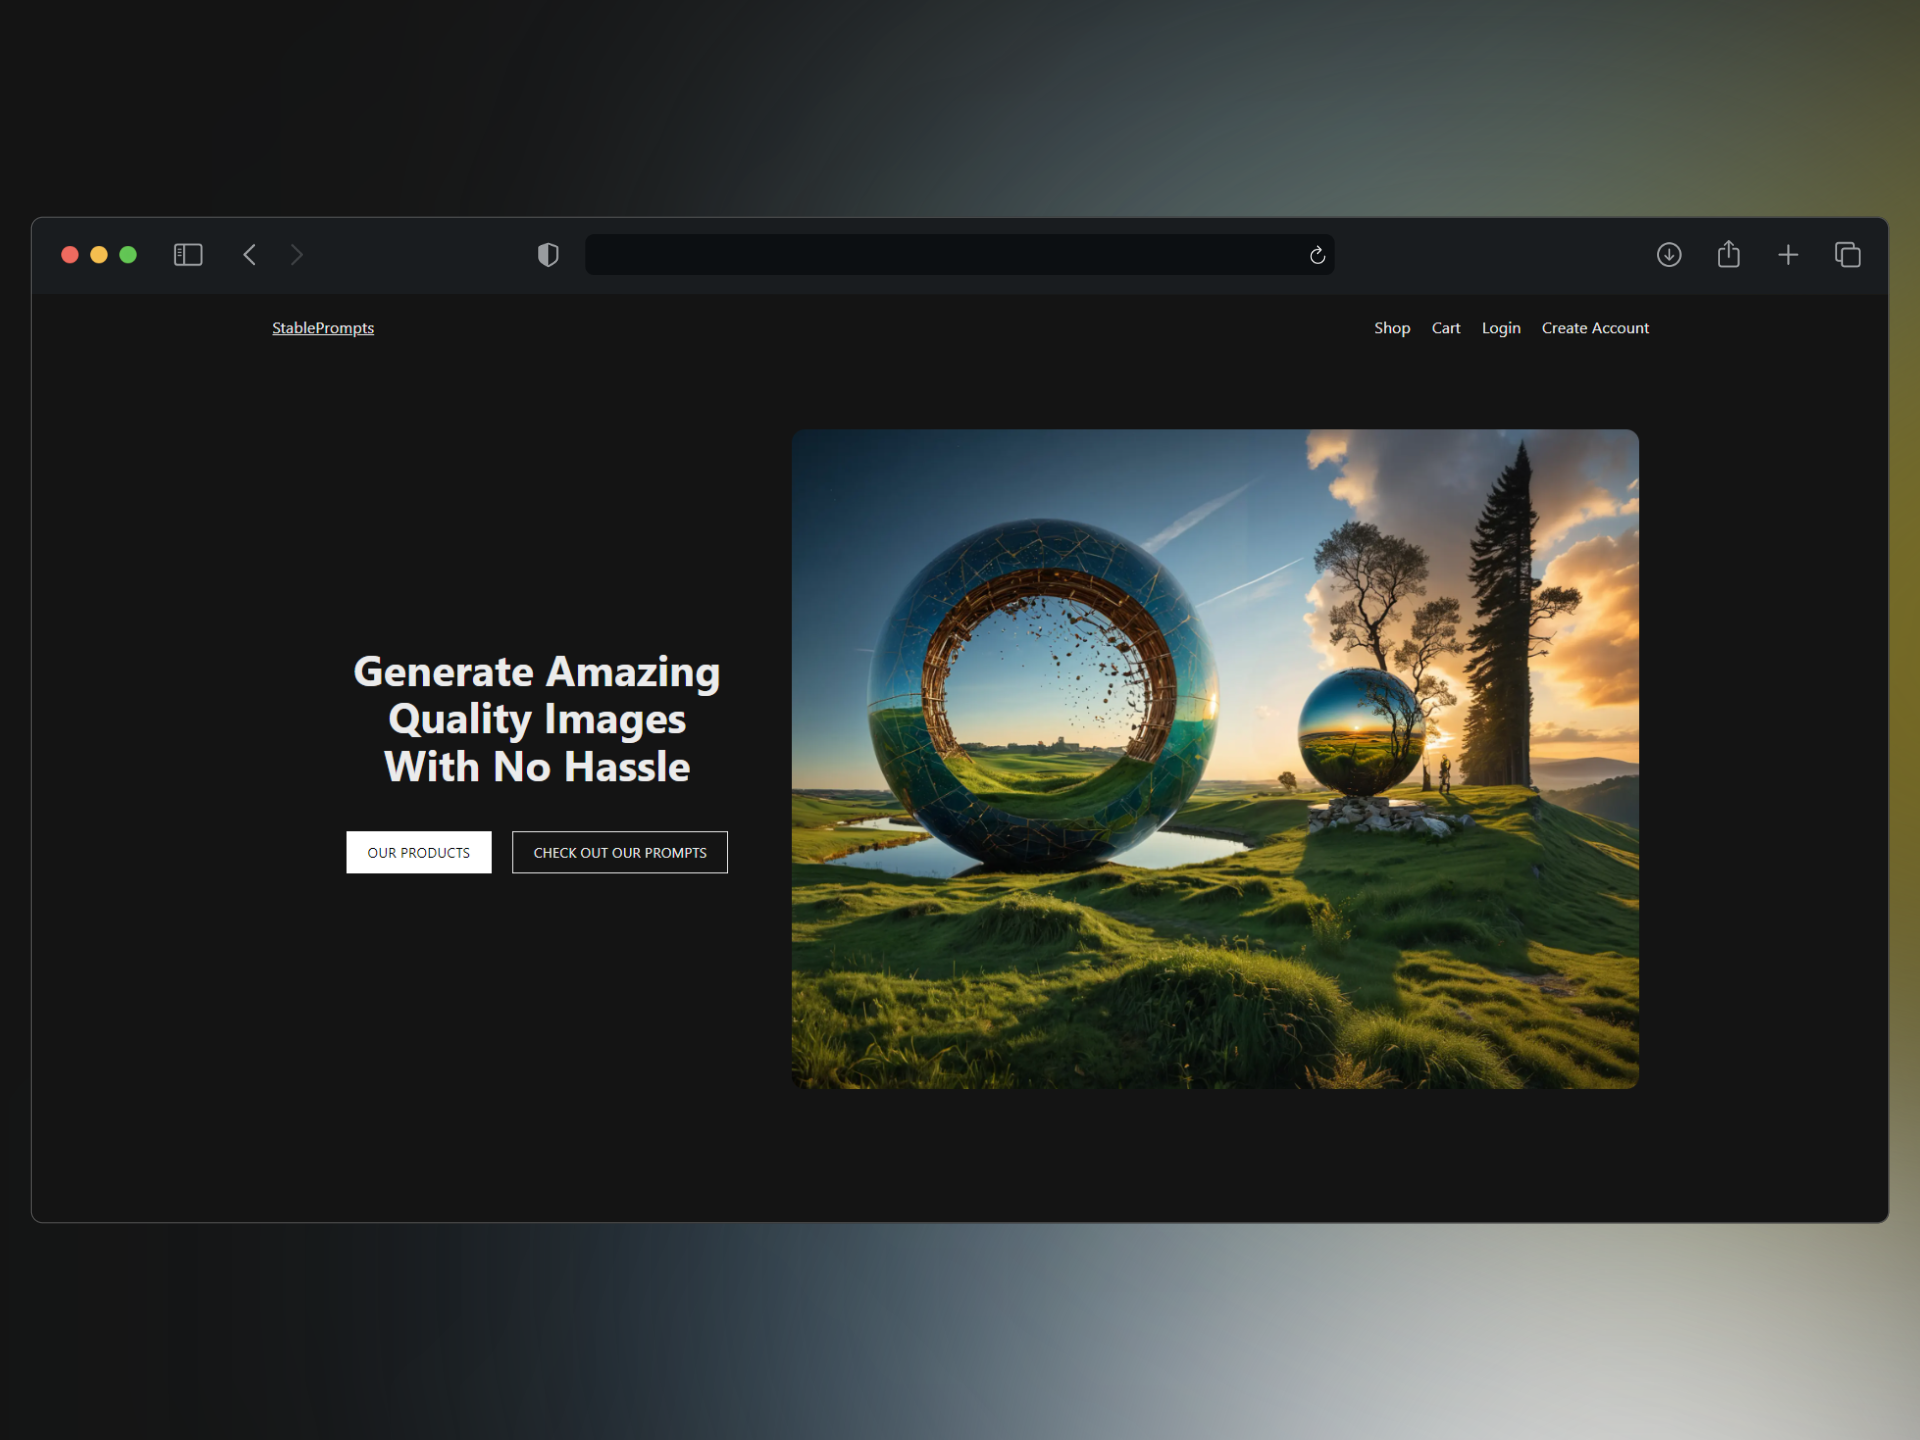 StablePrompts
Shop Cart Login Create Account
Generate Amazing
Quality Images
With No Hassle
OUR PRODUCTS CHECK OUT OUR PROMPTS